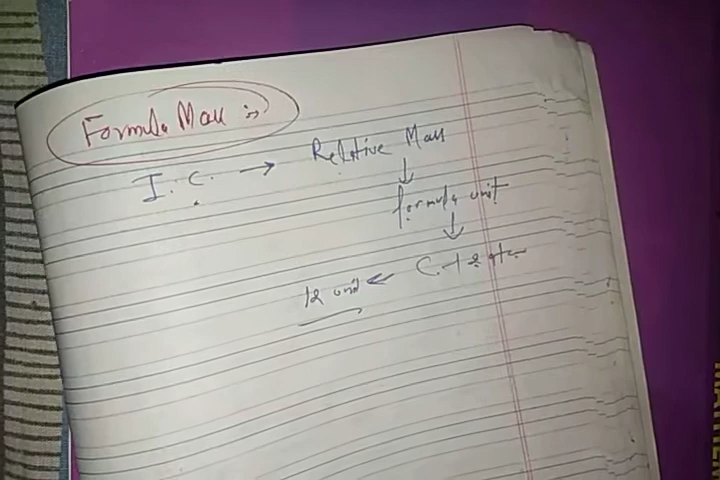 Formula Mass :-
I.C. → Relative Mass
↓
formula unit
↓
C-12 atom
12 unit ←